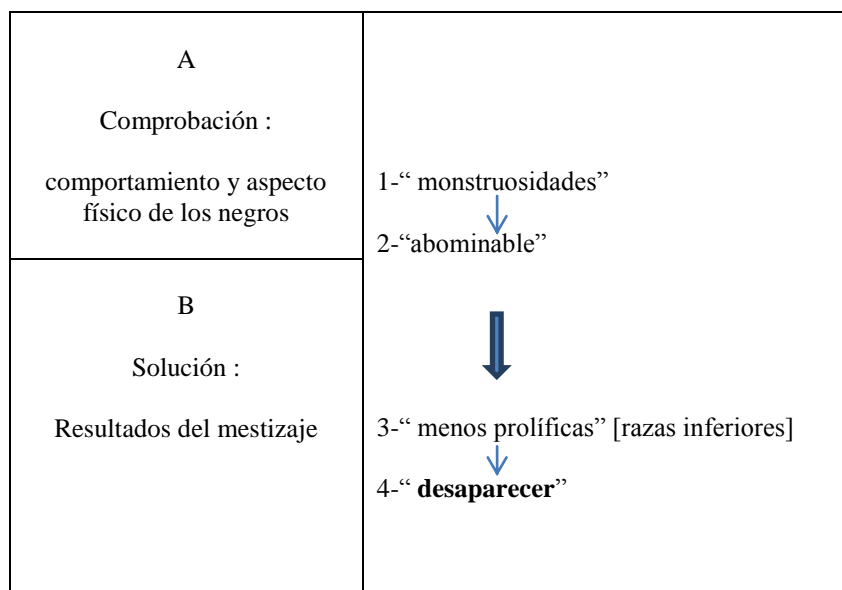 A
Comprobación :
comportamiento y aspecto
físico de los negros
B
Solución :
Resultados del mestizaje
1-“ monstruosidades”
2-“abominable”
3-“ menos prolíficas” [razas inferiores]
4-“ desaparecer”